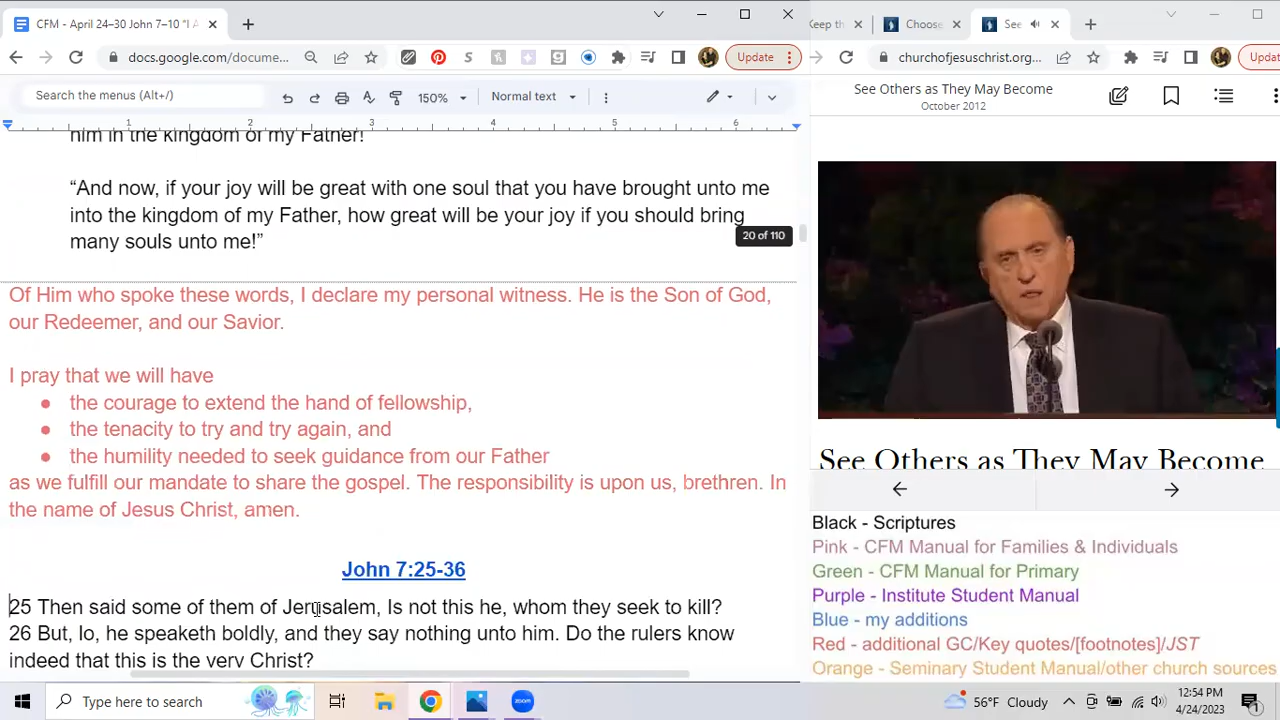 CFM - April 24–30 John 7–10 "I A
Keep th
Choose
See
docs.google.com/docume...
Update
churchofjesuschrist.org...
Updat
Search the menus (Alt+/)
150%
Normal text
See Others as They May Become
October 2012
1 2 3 4 5 6
him in the kingdom of my Father!
“And now, if your joy will be great with one soul that you have brought unto me
into the kingdom of my Father, how great will be your joy if you should bring
many souls unto me!”
20 of 110
Of Him who spoke these words, I declare my personal witness. He is the Son of God,
our Redeemer, and our Savior.
I pray that we will have
● the courage to extend the hand of fellowship,
● the tenacity to try and try again, and
● the humility needed to seek guidance from our Father
as we fulfill our mandate to share the gospel. The responsibility is upon us, brethren. In
the name of Jesus Christ, amen.
John 7:25-36
25 Then said some of them of Jerusalem, Is not this he, whom they seek to kill?
26 But, lo, he speaketh boldly, and they say nothing unto him. Do the rulers know
indeed that this is the very Christ?
See Others as They May Become
Black - Scriptures
Pink - CFM Manual for Families & Individuals
Green - CFM Manual for Primary
Purple - Institute Student Manual
Blue - my additions
Red - additional GC/Key quotes/[footnotes]/JST
Orange - Seminary Student Manual/other church sources
Type here to search
56°F Cloudy
12:54 PM
4/24/2023
1